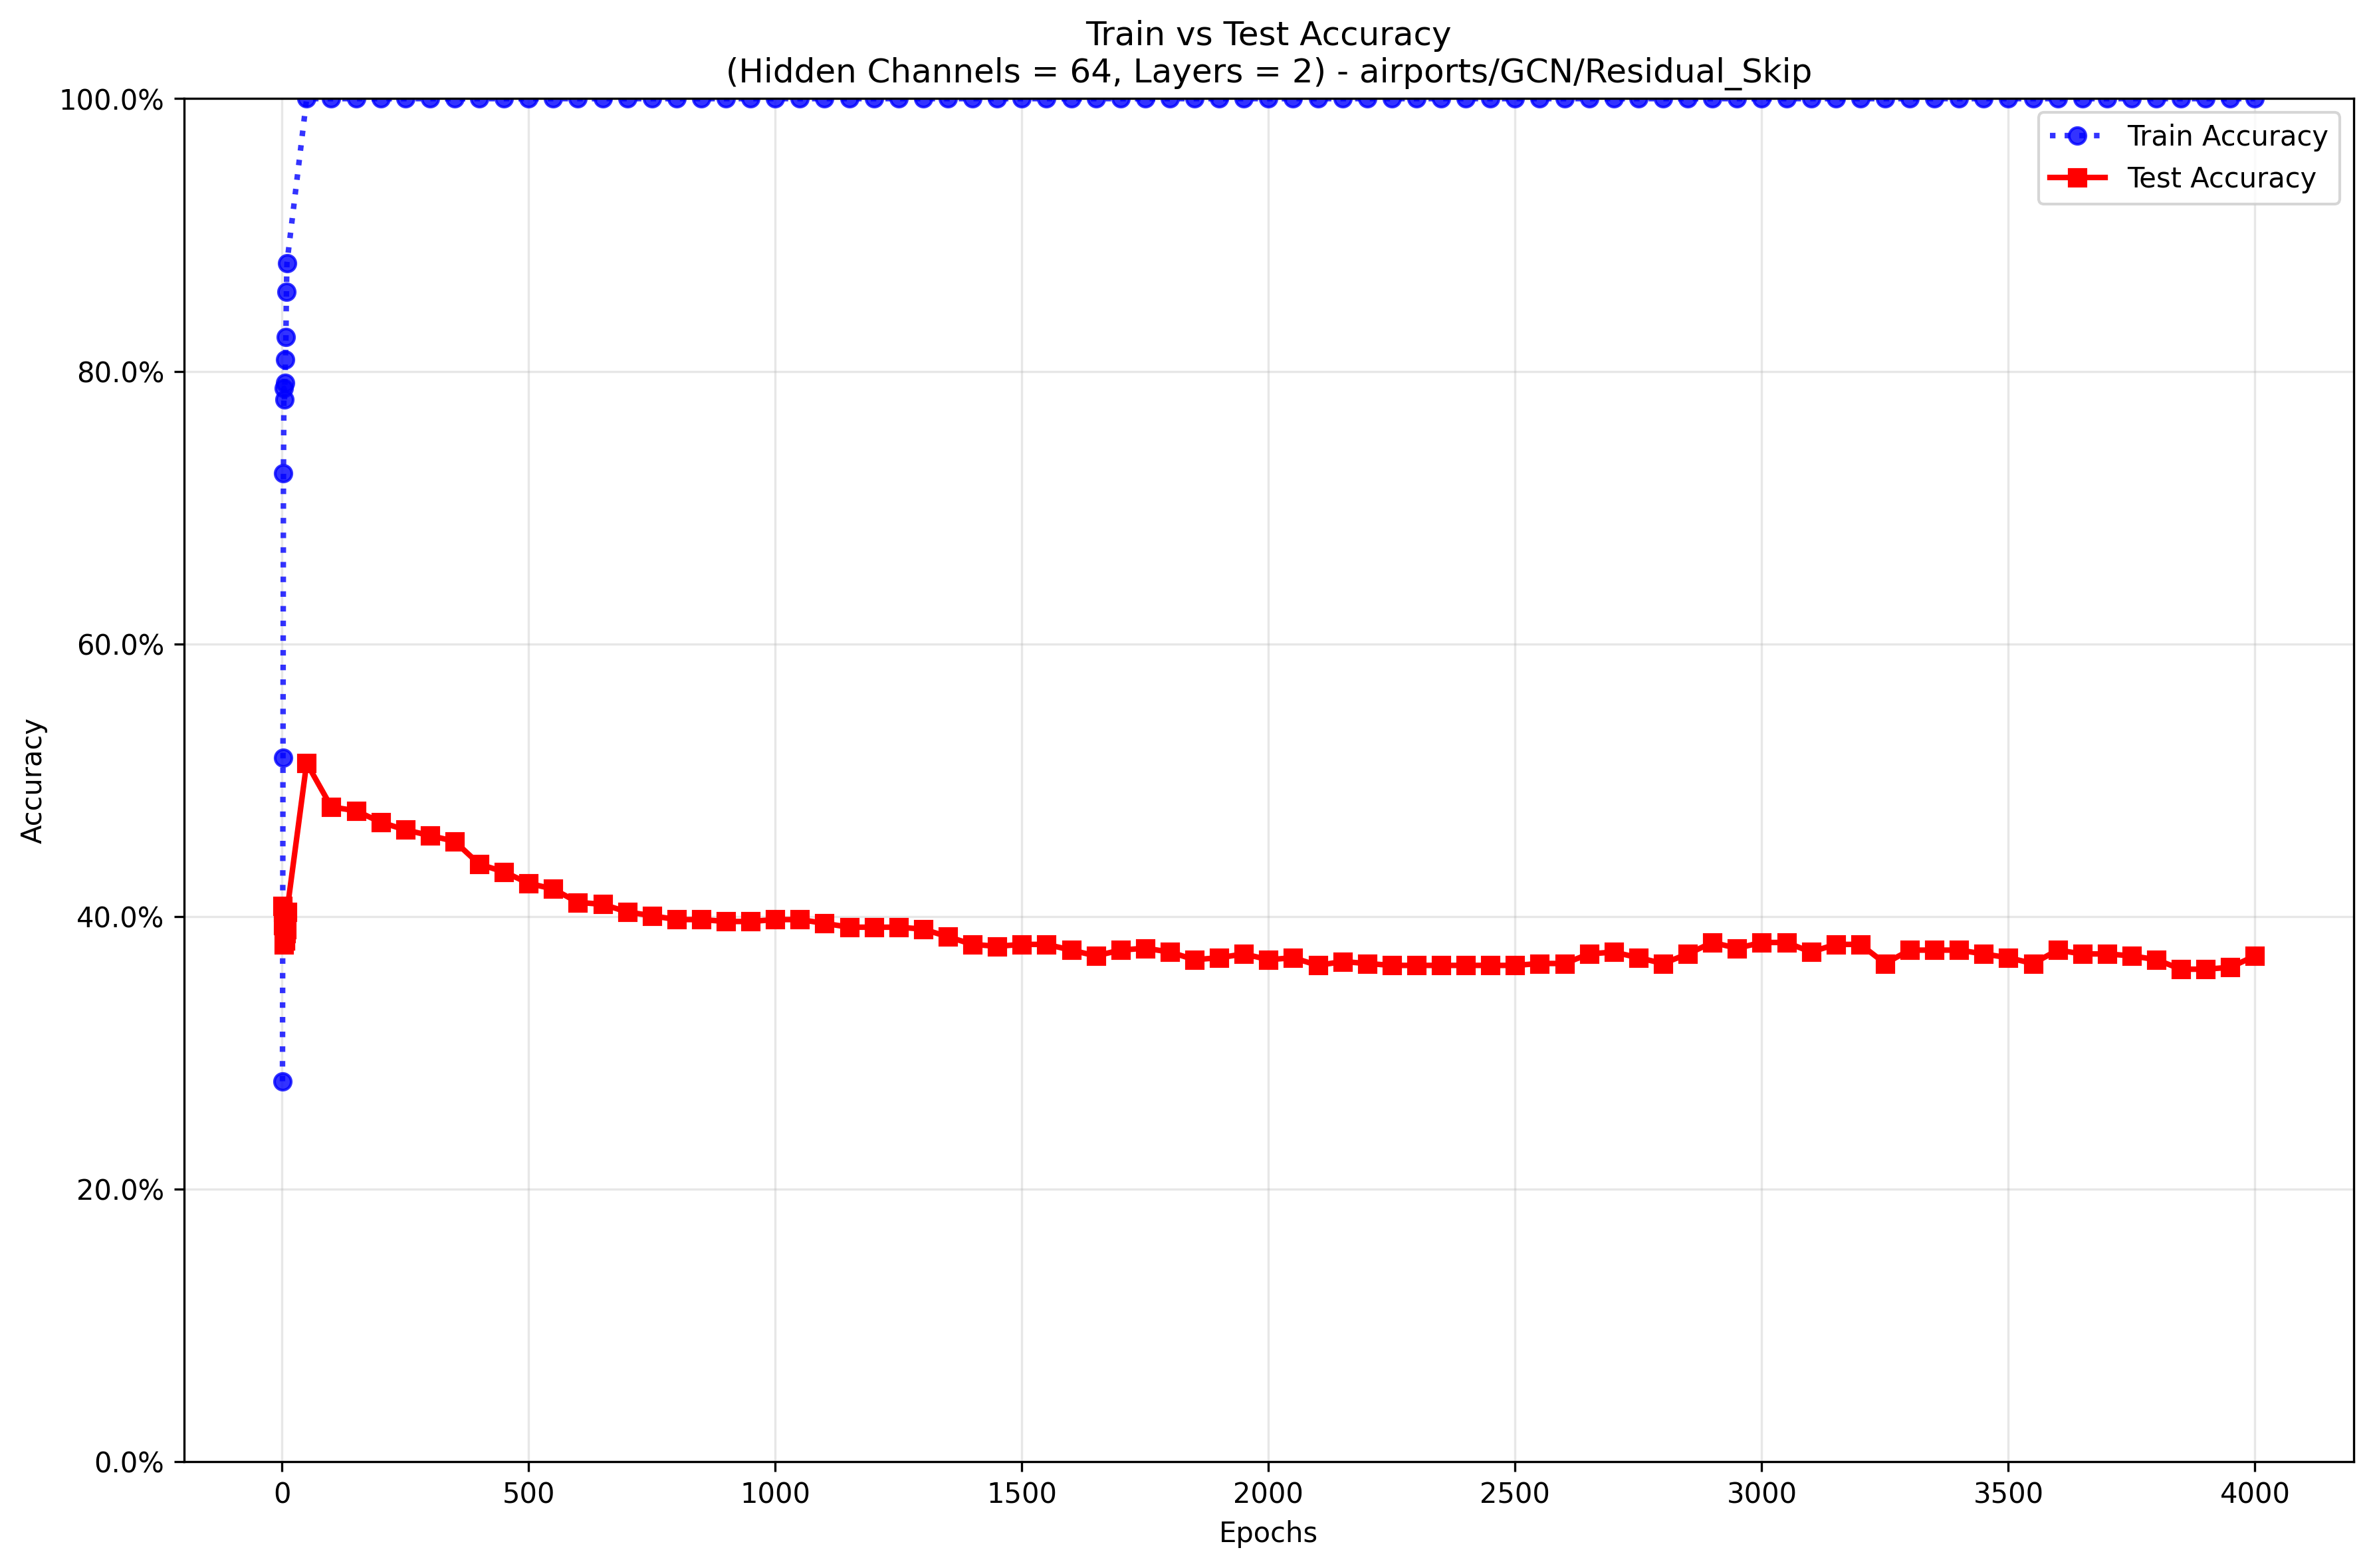 Train vs Test Accuracy
(Hidden Channels = 64, Layers = 2) - airports/GCN/Residual_Skip
100.0%
80.0%
60.0%
40.0%
20.0%
0.0%
Accuracy
Train Accuracy
Test Accuracy
0 500 1000 1500 2000 2500 3000 3500 4000
Epochs